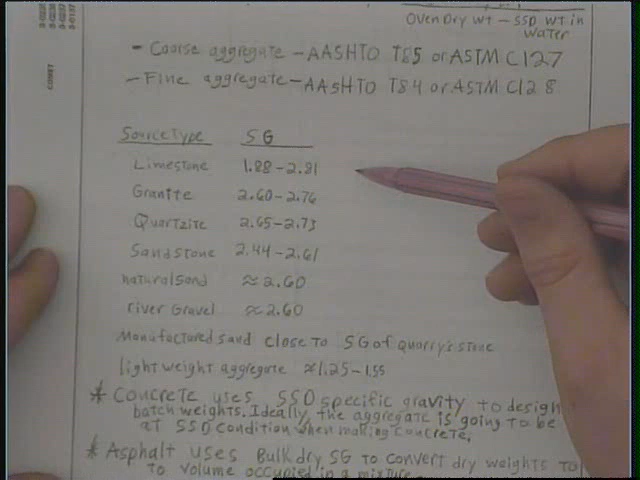 Oven Dry wt - SSD wt in
water
- Coarse aggregate - AASHTO T85 or ASTM C127
- Fine aggregate - AASHTO T84 or ASTM C128
Source Type SG
Limestone 1.88-2.81
Granite 2.60-2.76
Quartzite 2.65-2.73
Sandstone 2.44-2.61
natural sand ≈ 2.60
river Gravel ≈ 2.60
Manufactured sand close to SG of Quarry's stone
light weight aggregate ≈ 1.25-1.55
* Concrete uses SSD specific gravity to design
batch weights. Ideally, the aggregate is going to be
at SSD condition when making concrete.
* Asphalt uses Bulk dry SG to convert dry weights to
to volume occupied in a mixture